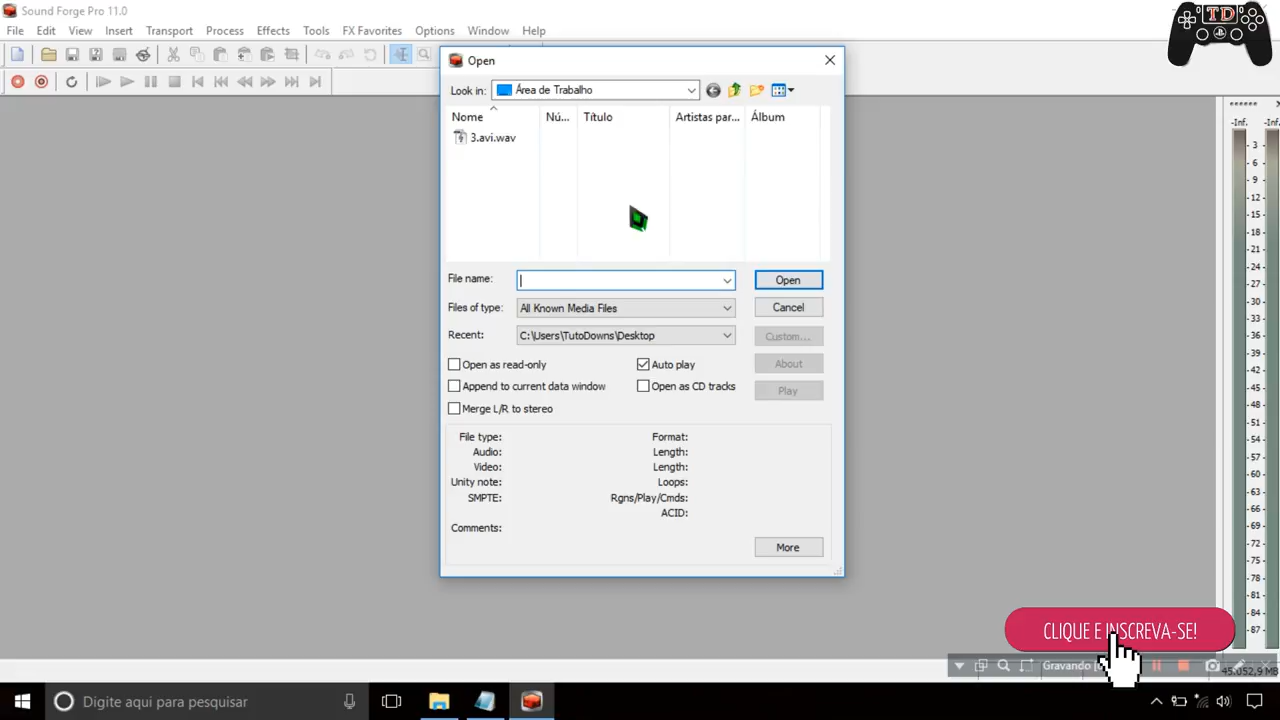 Sound Forge Pro 11.0
File Edit View Insert Transport Process Effects Tools FX Favorites Options Window Help
TD
Open
Look in: Área de Trabalho
Nome Nú... Título Artistas par... Álbum
3.avi.wav
File name: Open
Files of type: All Known Media Files Cancel
Recent: C:\Users\TutoDowns\Desktop Custom...
Open as read-only Auto play About
Append to current data window Open as CD tracks Play
Merge L/R to stereo
File type: Format:
Audio: Length:
Video: Length:
Unity note: Loops:
SMPTE: Rgns/Play/Cmds:
ACID:
Comments:
More
-Inf. -Inf.
- 3 -
- 6 -
- 9 -
-12-
-15-
-18-
-21-
-24-
-27-
-30-
-33-
-36-
-39-
-42-
-45-
-48-
-51-
-54-
-57-
-60-
-63-
-66-
-69-
-72-
-75-
-78-
-81-
-84-
-87-
CLIQUE E INSCREVA-SE!
Gravando
45.052,9 MB
Digite aqui para pesquisar